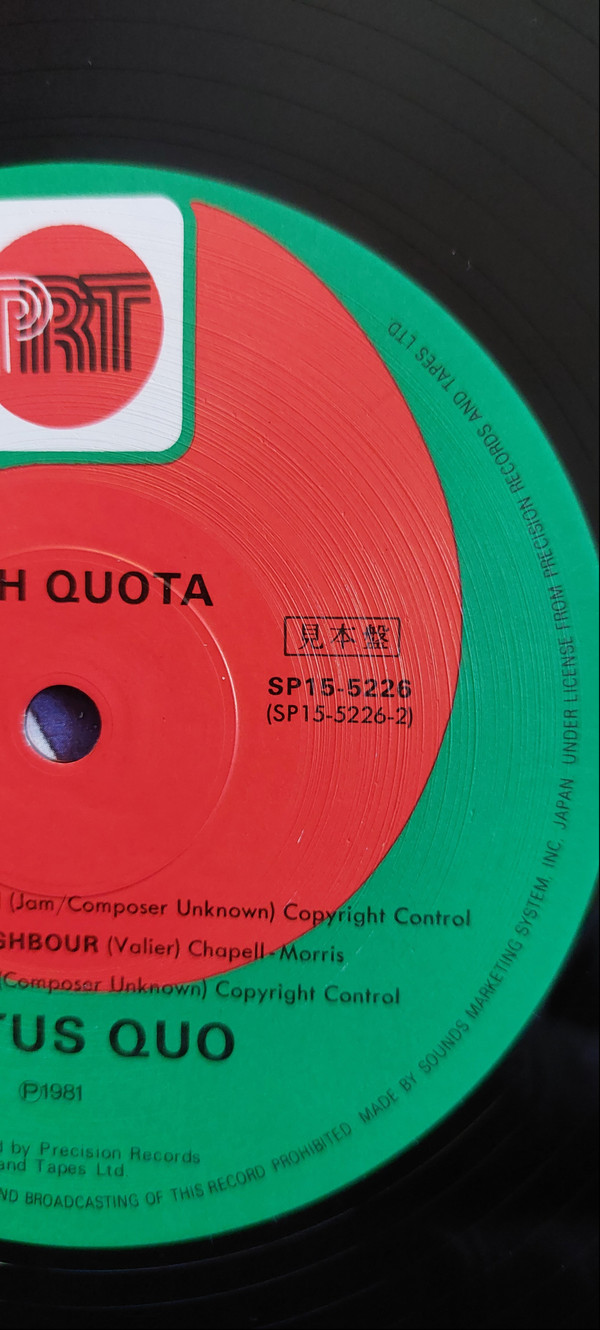 PRT
H QUOTA
見本盤
SP15-5226
(SP15-5226-2)
(Jam/Composer Unknown) Copyright Control
GHBOUR (Valier) Chapell-Morris
(Composer Unknown) Copyright Control
TUS QUO
Ⓟ1981
d by Precision Records
and Tapes Ltd.
ND BROADCASTING OF THIS RECORD PROHIBITED MADE BY SOUNDS MARKETING SYSTEM, INC. JAPAN UNDER LICENSE FROM PRECISION RECORDS AND TAPES LTD.